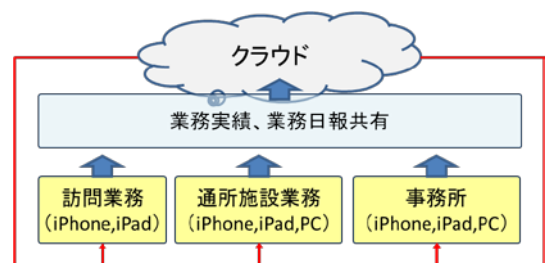 クラウド
業務実績、業務日報共有
訪問業務
（iPhone,iPad）
通所施設業務
（iPhone,iPad,PC）
事務所
（iPhone,iPad,PC）